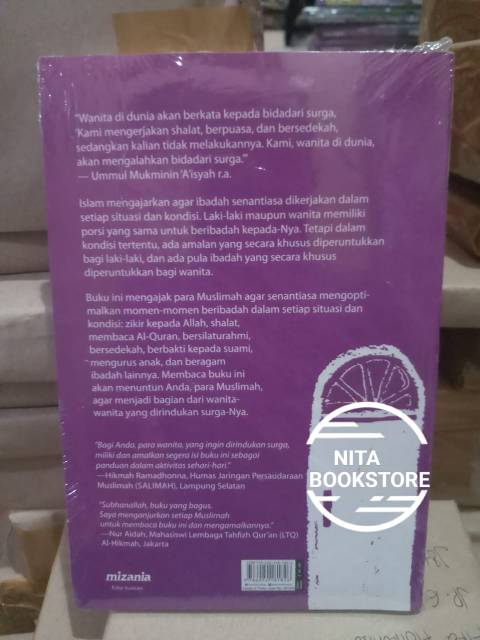 "Wanita di dunia akan berkata kepada bidadari surga,
'Kami mengerjakan shalat, berpuasa, dan bersedekah,
sedangkan kalian tidak melakukannya. Kami, wanita di dunia,
akan mengalahkan bidadari surga.'"
— Ummul Mukminin 'A'isyah r.a.
Islam mengajarkan agar ibadah senantiasa dikerjakan dalam
setiap situasi dan kondisi. Laki-laki maupun wanita memiliki
porsi yang sama untuk beribadah kepada-Nya. Tetapi dalam
kondisi tertentu, ada amalan yang secara khusus diperuntukkan
bagi laki-laki, dan ada pula ibadah yang secara khusus
diperuntukkan bagi wanita.
Buku ini mengajak para Muslimah agar senantiasa mengopti-
malkan momen-momen beribadah dalam setiap situasi dan
kondisi: zikir kepada Allah, shalat,
membaca Al-Quran, bersilaturahmi,
bersedekah, berbakti kepada suami,
mengurus anak, dan beragam
ibadah lainnya. Membaca buku ini
akan menuntun Anda, para Muslimah,
agar menjadi bagian dari wanita-
wanita yang dirindukan surga-Nya.
"Bagi Anda, para wanita, yang ingin dirindukan surga,
miliki dan amalkan segera isi buku ini sebagai
panduan dalam aktivitas sehari-hari."
—Hikmah Ramadhonna, Humas Jaringan Persaudaraan
Muslimah (SALIMAH), Lampung Selatan
"Subhanallah, buku yang bagus.
Saya menganjurkan setiap Muslimah
untuk membaca buku ini dan mengamalkannya."
—Nur Aidah, Mahasiswi Lembaga Tahfizh Qur'an (LTQ)
Al-Hikmah, Jakarta
mizania
NITA
BOOKSTORE